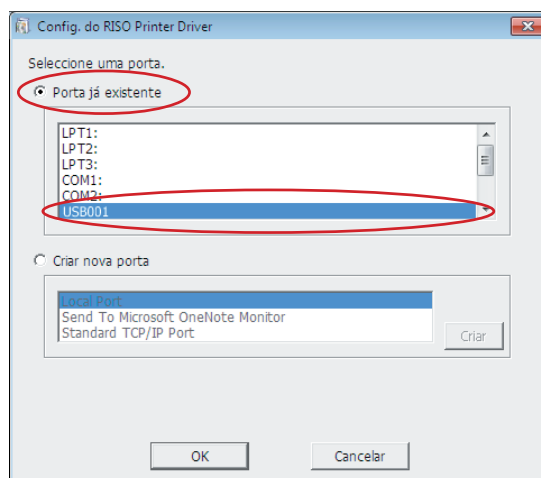 Config. do RISO Printer Driver
Seleccione uma porta.
Porta já existente
LPT1:
LPT2:
LPT3:
COM1:
COM2:
USB001
Criar nova porta
Local Port
Send To Microsoft OneNote Monitor
Standard TCP/IP Port
Criar
OK
Cancelar